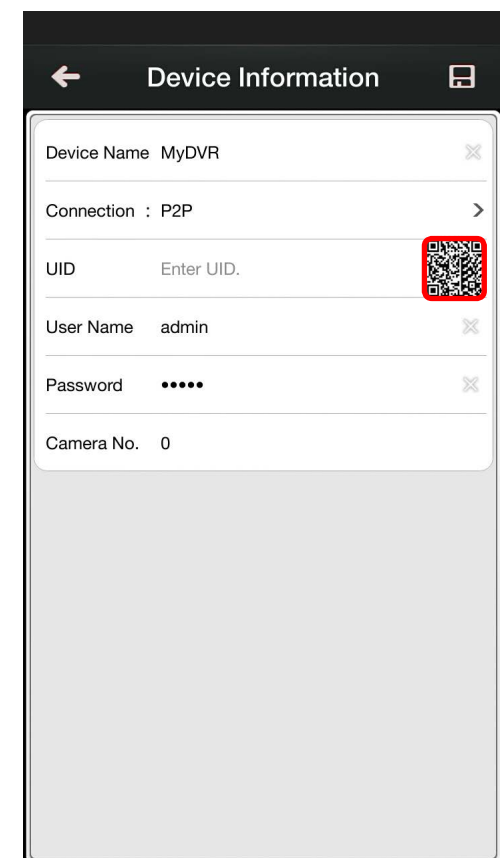 Device Information
Device Name MyDVR
Connection : P2P
UID Enter UID.
User Name admin
Password •••••
Camera No. 0